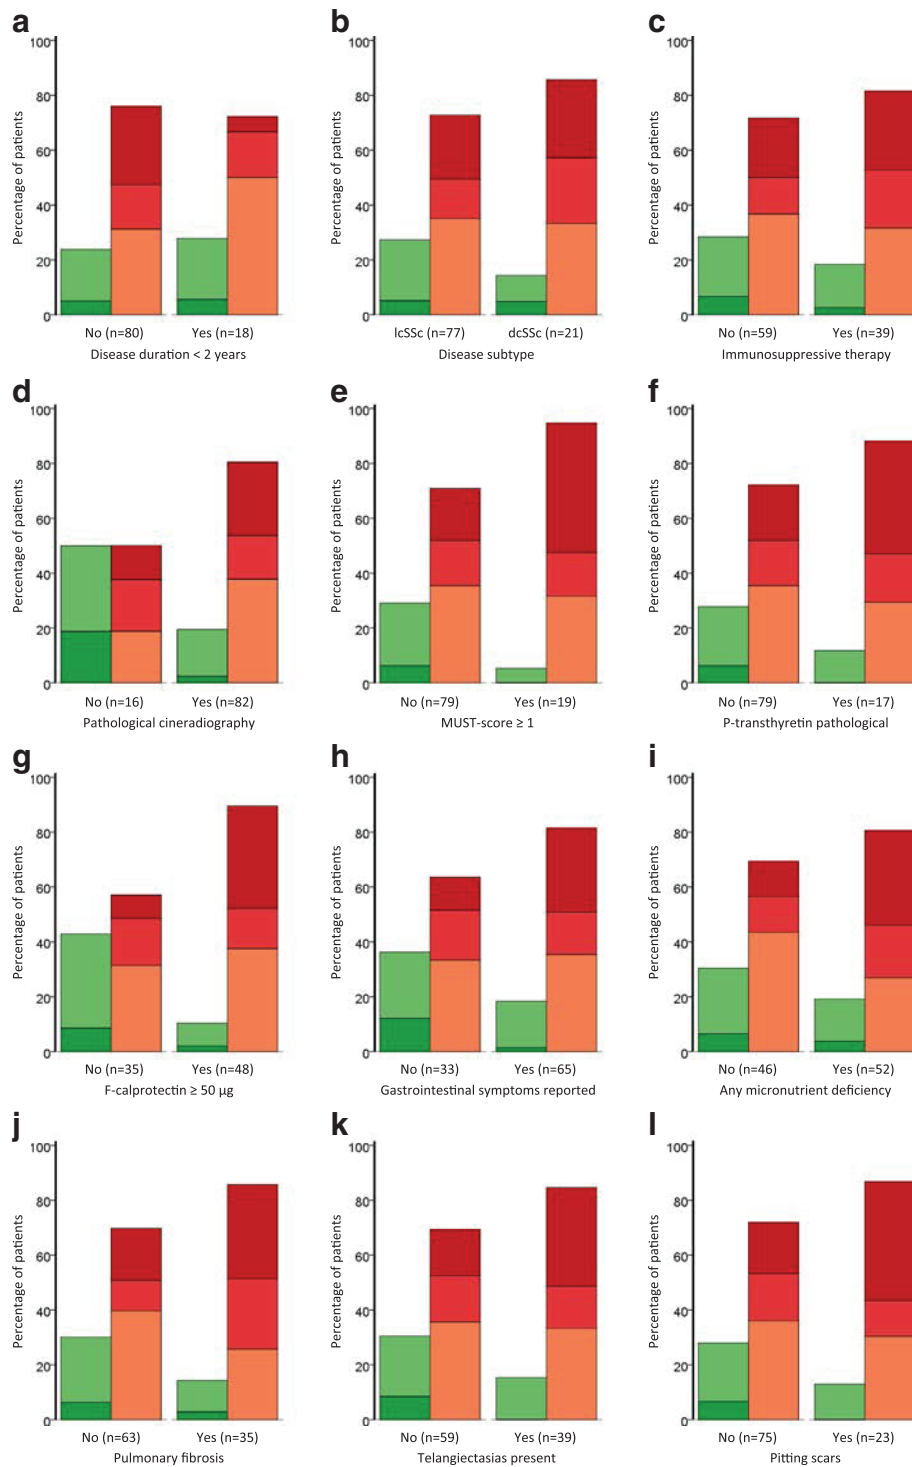 a
b
c
100
80
60
40
20
0
Percentage of patients
No (n=80)
Yes (n=18)
Disease duration < 2 years
100
80
60
40
20
0
Percentage of patients
lcSSc (n=77)
dcSSc (n=21)
Disease subtype
100
80
60
40
20
0
Percentage of patients
No (n=59)
Yes (n=39)
Immunosuppressive therapy
d
e
f
100
80
60
40
20
0
Percentage of patients
No (n=16)
Yes (n=82)
Pathological cineradiography
100
80
60
40
20
0
Percentage of patients
No (n=79)
Yes (n=19)
MUST-score ≥ 1
100
80
60
40
20
0
Percentage of patients
No (n=79)
Yes (n=17)
P-transthyretin pathological
g
h
i
100
80
60
40
20
0
Percentage of patients
No (n=35)
Yes (n=48)
F-calprotectin ≥ 50 µg
100
80
60
40
20
0
Percentage of patients
No (n=33)
Yes (n=65)
Gastrointestinal symptoms reported
100
80
60
40
20
0
Percentage of patients
No (n=46)
Yes (n=52)
Any micronutrient deficiency
j
k
l
100
80
60
40
20
0
Percentage of patients
No (n=63)
Yes (n=35)
Pulmonary fibrosis
100
80
60
40
20
0
Percentage of patients
No (n=59)
Yes (n=39)
Telangiectasias present
100
80
60
40
20
0
Percentage of patients
No (n=75)
Yes (n=23)
Pitting scars